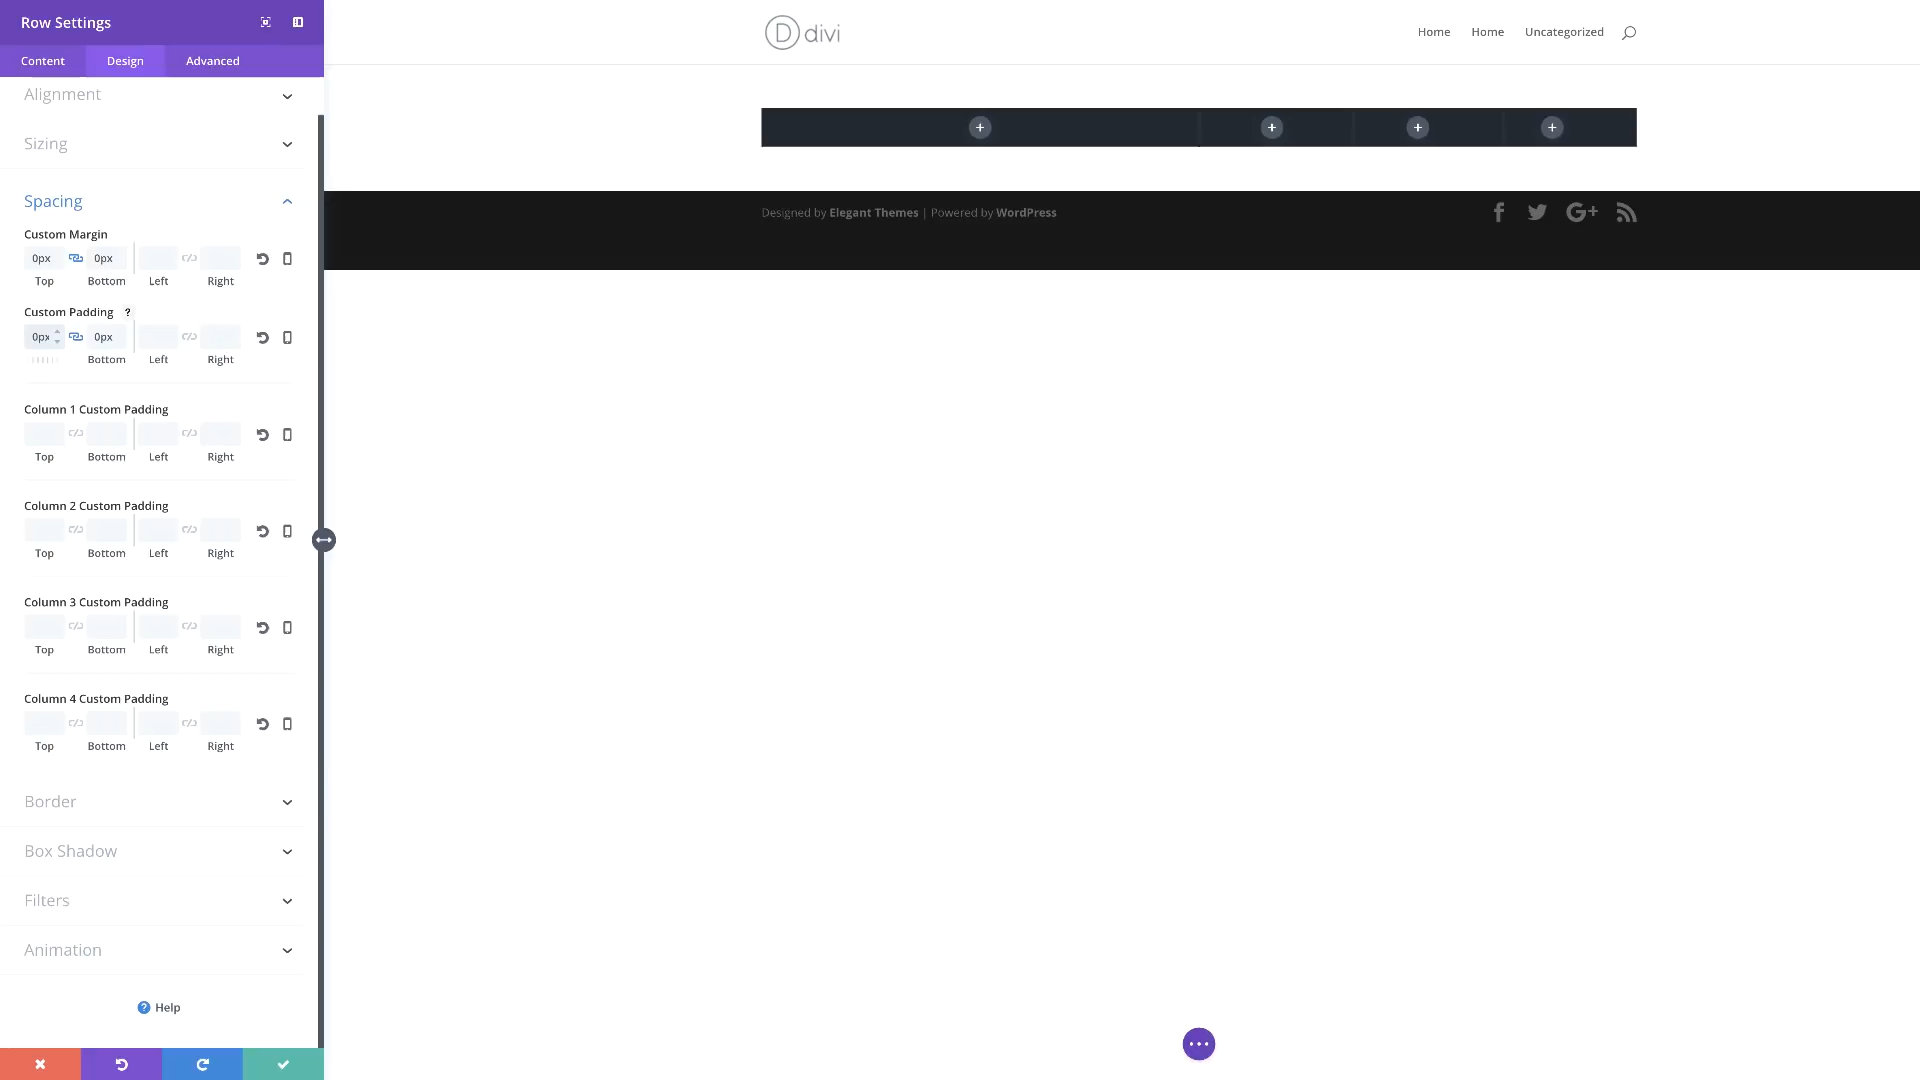 Row Settings
Content Design Advanced
Alignment
Sizing
Spacing
Custom Margin
0px 0px
Top Bottom Left Right
Custom Padding ?
0px 0px
Bottom Left Right
Column 1 Custom Padding
Top Bottom Left Right
Column 2 Custom Padding
Top Bottom Left Right
Column 3 Custom Padding
Top Bottom Left Right
Column 4 Custom Padding
Top Bottom Left Right
Border
Box Shadow
Filters
Animation
? Help
D divi
Home Home Uncategorized
Designed by Elegant Themes | Powered by WordPress